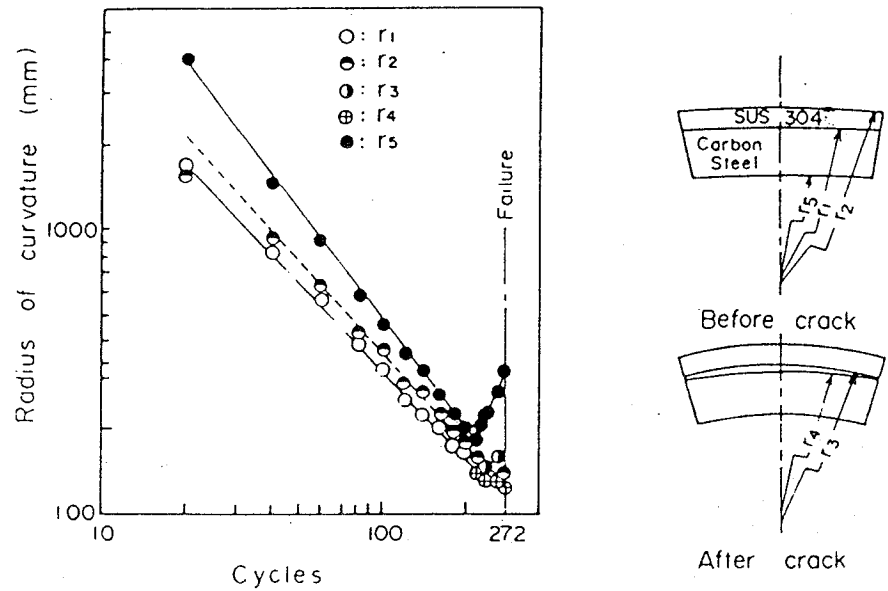 Radius of curvature (mm)
1000
100
10
100
272
Cycles
○: r1
◓: r2
◑: r3
⊕: r4
●: r5
Failure
SUS 304
Carbon
Steel
r5
r1
r2
Before crack
r4
r3
After crack